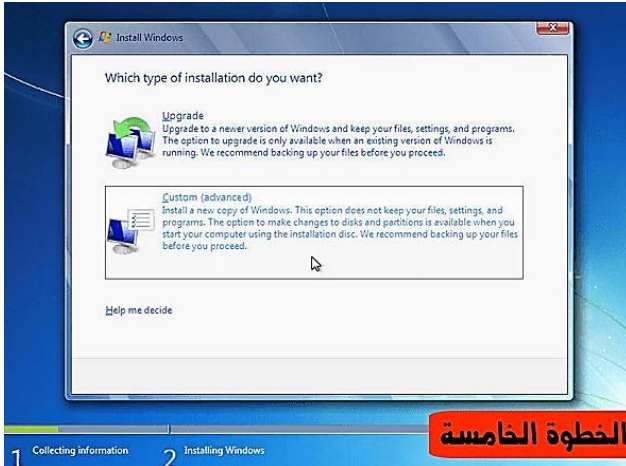 Install Windows
Which type of installation do you want?
Upgrade
Upgrade to a newer version of Windows and keep your files, settings, and programs.
The option to upgrade is only available when an existing version of Windows is
running. We recommend backing up your files before you proceed.
Custom (advanced)
Install a new copy of Windows. This option does not keep your files, settings, and
programs. The option to make changes to disks and partitions is available when you
start your computer using the installation disc. We recommend backing up your files
before you proceed.
Help me decide
الخطوة الخامسة
1 Collecting information
2 Installing Windows